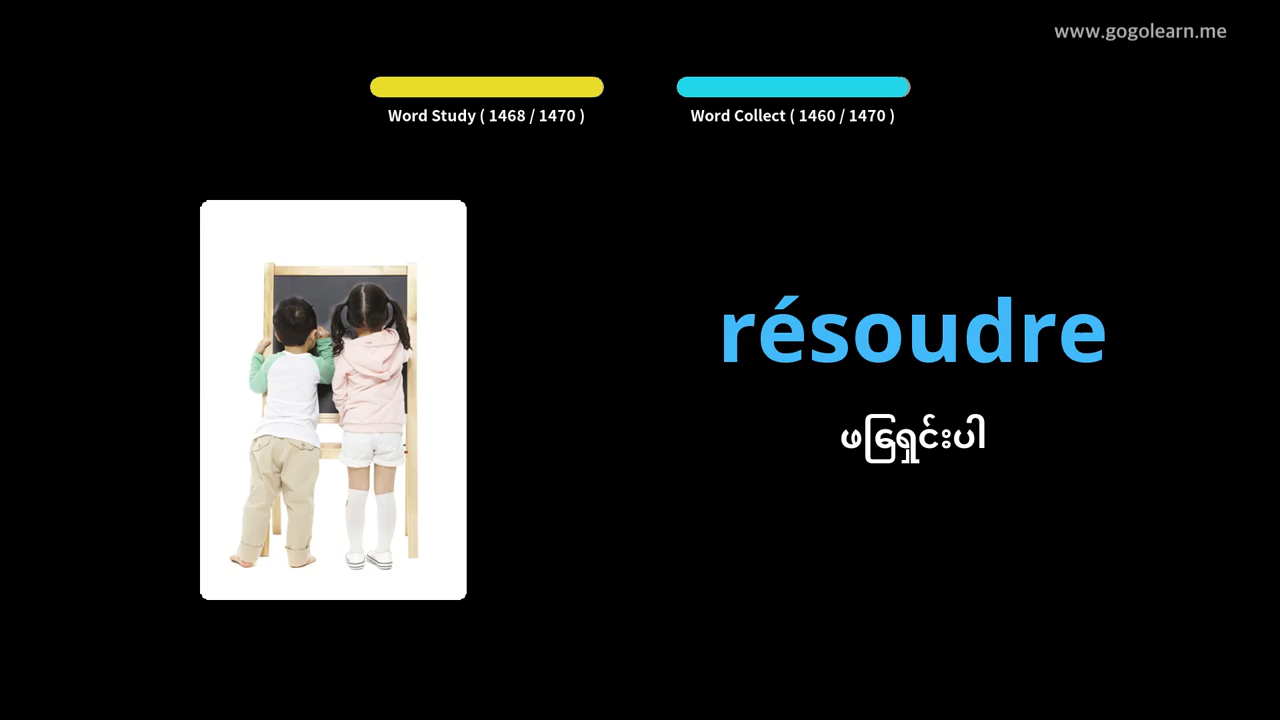 www.gogolearn.me
Word Study ( 1468 / 1470 )
Word Collect ( 1460 / 1470 )
résoudre
ဖြေရှင်းပါ